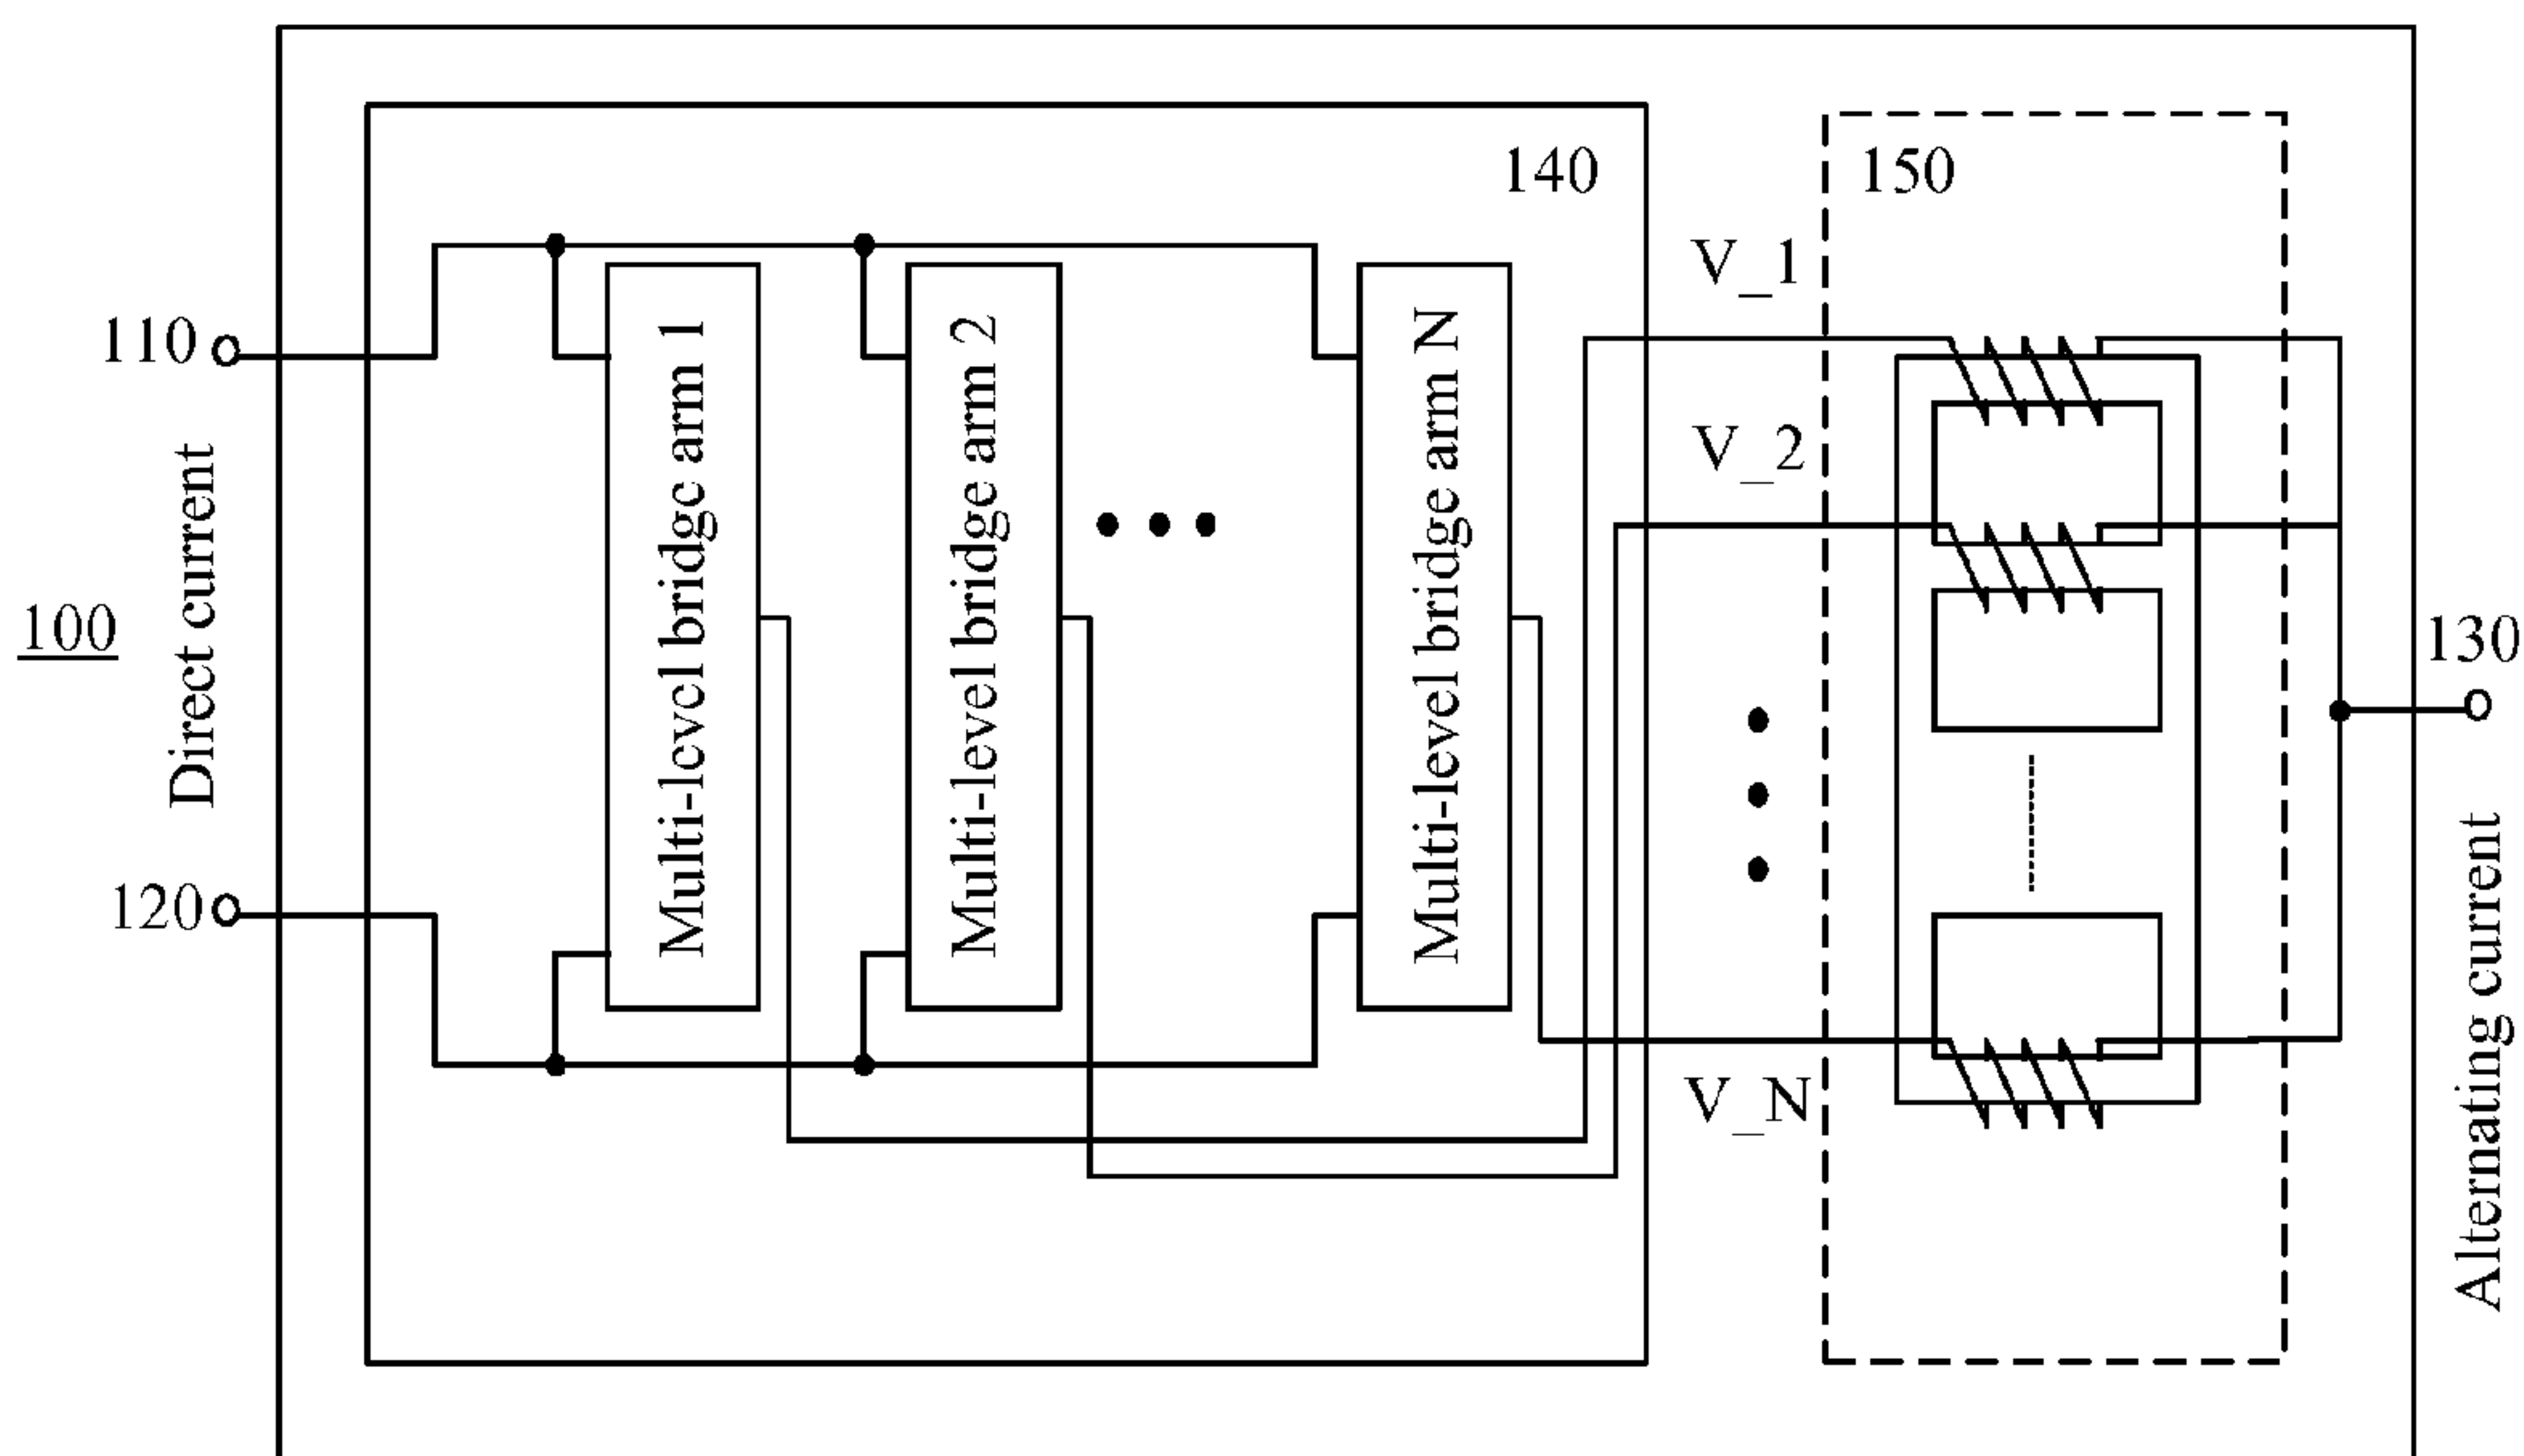 140
150
V_1
110
V_2
Multi-level bridge arm 1
Multi-level bridge arm 2
Multi-level bridge arm N
Direct current
100
130
120
V_N
Alternating current